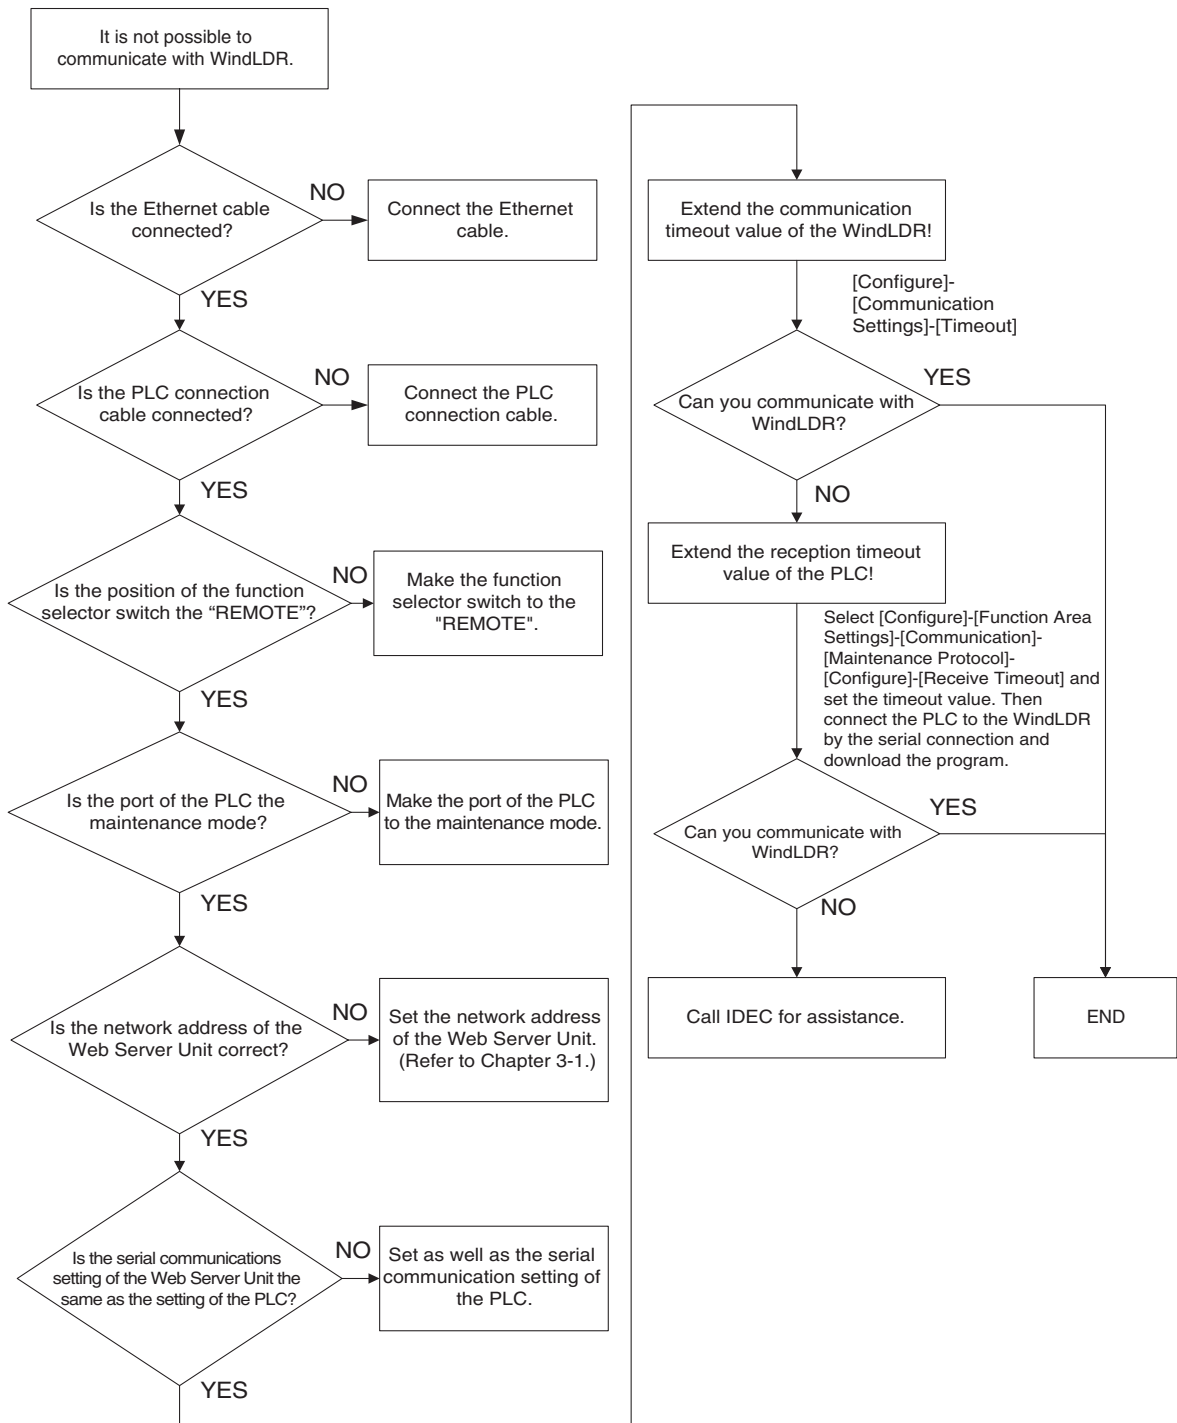 It is not possible to
communicate with WindLDR.
Is the Ethernet cable
connected?
NO
Connect the Ethernet
cable.
YES
Is the PLC connection
cable connected?
NO
Connect the PLC
connection cable.
YES
Is the position of the function
selector switch the “REMOTE”?
NO
Make the function
selector switch to the
"REMOTE".
YES
Is the port of the PLC the
maintenance mode?
NO
Make the port of the PLC
to the maintenance mode.
YES
Is the network address of the
Web Server Unit correct?
NO
Set the network address
of the Web Server Unit.
(Refer to Chapter 3-1.)
YES
Is the serial communications
setting of the Web Server Unit the
same as the setting of the PLC?
NO
Set as well as the serial
communication setting of
the PLC.
YES
Extend the communication
timeout value of the WindLDR!
[Configure]-
[Communication
Settings]-[Timeout]
Can you communicate with
WindLDR?
YES
NO
Extend the reception timeout
value of the PLC!
Select [Configure]-[Function Area
Settings]-[Communication]-
[Maintenance Protocol]-
[Configure]-[Receive Timeout] and
set the timeout value. Then
connect the PLC to the WindLDR
by the serial connection and
download the program.
Can you communicate with
WindLDR?
YES
NO
Call IDEC for assistance.
END